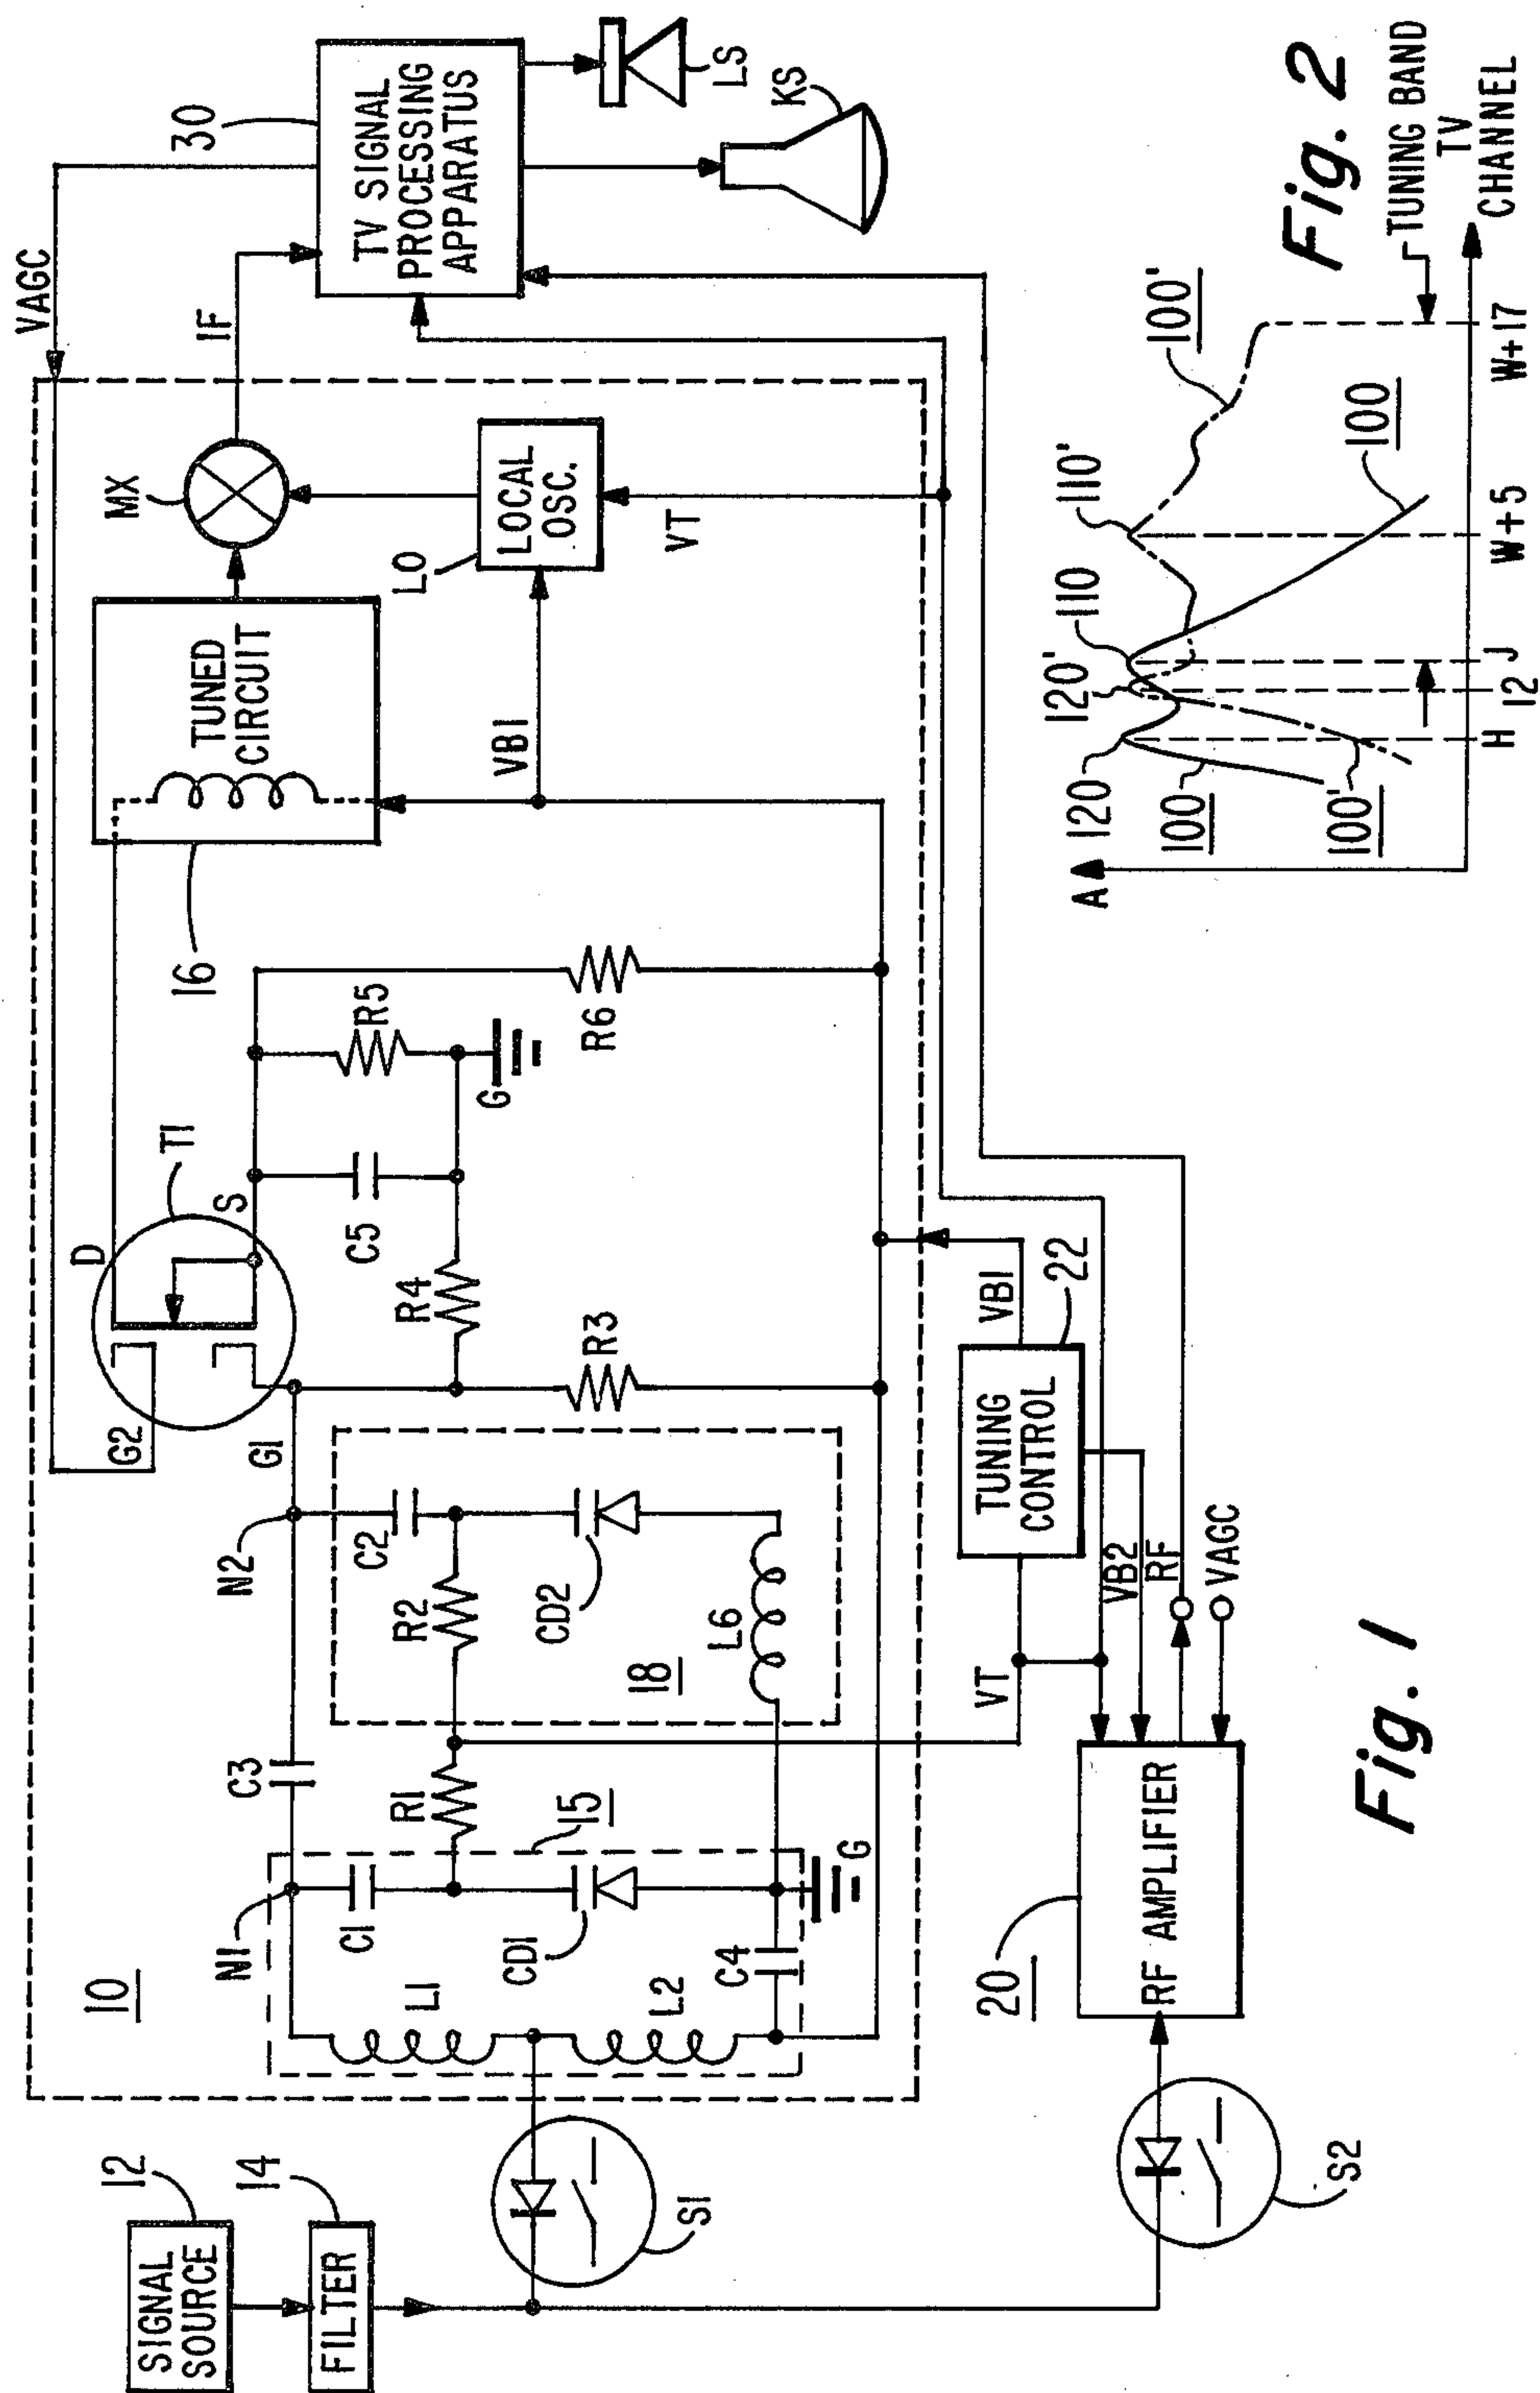 VAGC
30
TV SIGNAL
PROCESSING
APPARATUS
LS
KS
IF
MX
LOCAL
OSC.
LO
VT
TUNED
CIRCUIT
VB1
16
R5
R6
G
T1
D
S
G2
G1
C5
R4
R3
N2
C2
R2
CD2
L6
18
C3
R1
15
N1
C1
CD1
C4
G
L1
L2
10
12
SIGNAL
SOURCE
14
FILTER
S1
S2
20
RF AMPLIFIER
VT
VB2
RF
VAGC
TUNING
CONTROL
VB1
22
Fig. 1
A
120
100
100'
120'
110
110'
100'
100
H
12
J
W+5
W+17
TUNING BAND
TV
CHANNEL
Fig. 2